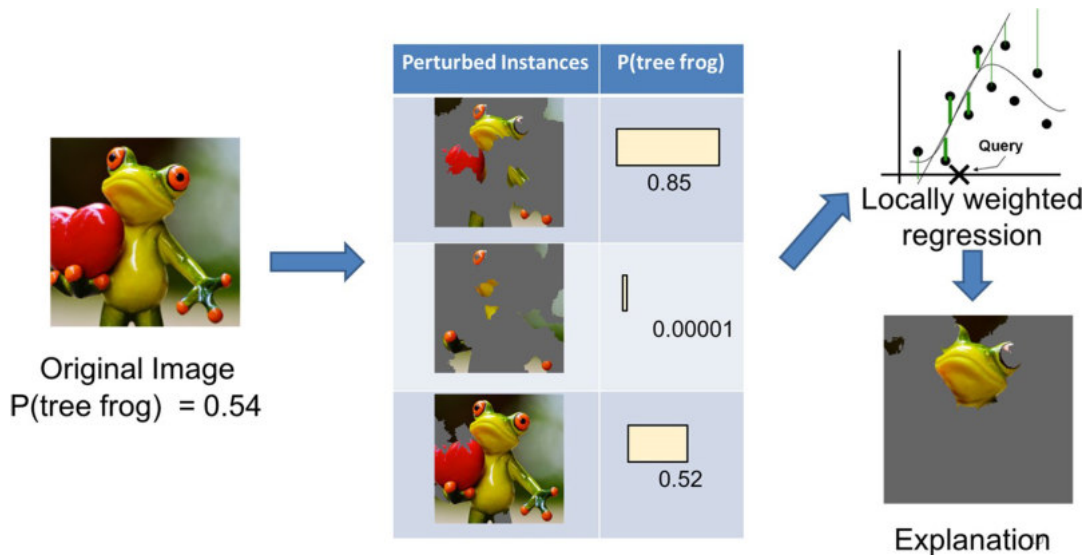 Original Image
P(tree frog) = 0.54
Perturbed Instances
P(tree frog)
0.85
0.00001
0.52
Query
Locally weighted
regression
Explanation